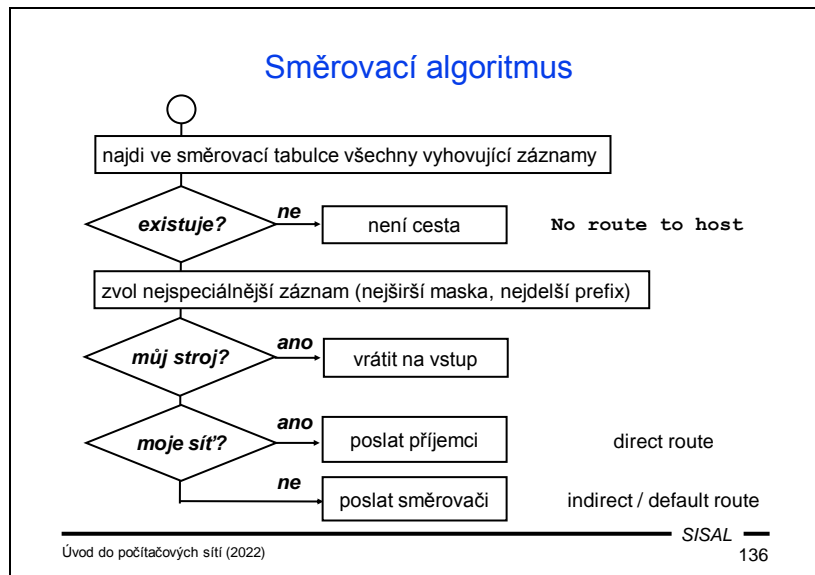 Směrovací algoritmus
najdi ve směrovací tabulce všechny vyhovující záznamy
existuje?
ne
není cesta
No route to host
zvol nejspeciálnější záznam (nejširší maska, nejdelší prefix)
můj stroj?
ano
vrátit na vstup
moje síť?
ano
poslat příjemci
direct route
ne
poslat směrovači
indirect / default route
SISAL
Úvod do počítačových sítí (2022)
136